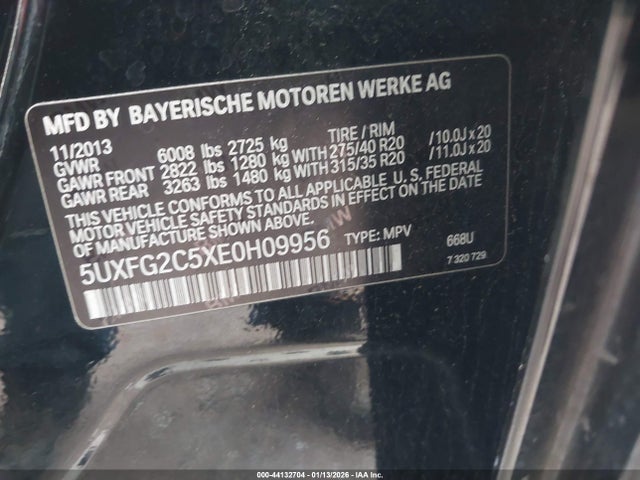 MFD BY BAYERISCHE MOTOREN WERKE AG
11/2013 TIRE / RIM
GVWR 6008 lbs 2725 kg
GAWR FRONT 2822 lbs 1280 kg WITH 275/40 R20 /10.0J x 20
GAWR REAR 3263 lbs 1480 kg WITH 315/35 R20 /11.0J x 20
THIS VEHICLE CONFORMS TO ALL APPLICABLE U. S. FEDERAL
MOTOR VEHICLE SAFETY STANDARDS IN EFFECT ON THE DATE
OF MANUFACTURE SHOWN ABOVE.
5UXFG2C5XE0H09956 TYPE: MPV 668U
7 320 729
000-44132704 - 01/13/2026 - IAA Inc.